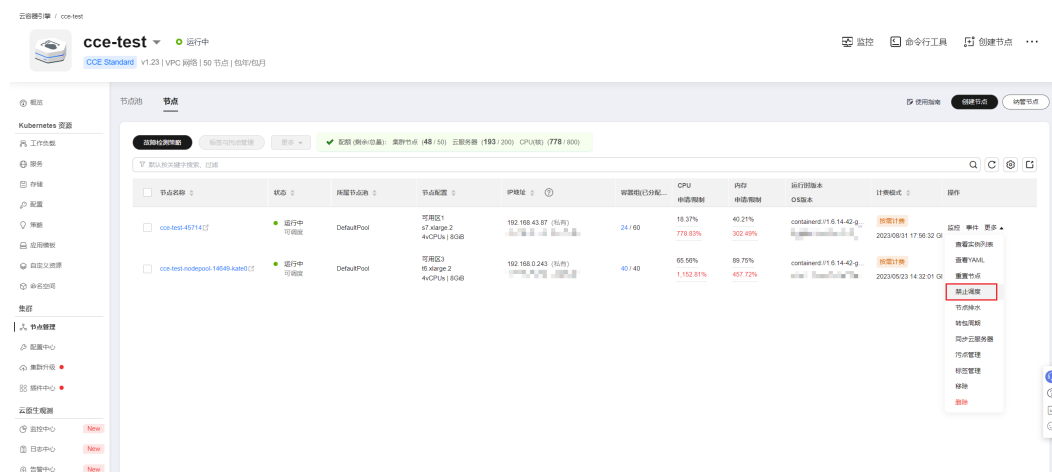 云容器引擎 / cce-test
cce-test 运行中
CCE Standard v1.23 | VPC 网络 | 50 节点 | 包年/包月
监控 命令行工具 创建节点 ...
概览
Kubernetes 资源
工作负载
服务
存储
配置
策略
应用模板
自定义资源
命名空间
集群
节点管理
配置中心
集群升级
插件中心
云原生观测
监控中心 New
日志中心 New
告警中心 New
节点池 节点
使用指南 创建节点 纳管节点
故障检测策略 标签与污点管理 更多
配额 (剩余/总量): 集群节点 (48 / 50) 云服务器 (193 / 200) CPU(核) (778 / 800)
默认按关键字搜索、过滤
节点名称 状态 所属节点池 节点配置 IP地址 容器组(已分配... CPU 申请/限制 内存 申请/限制 运行时版本 OS版本 计费模式 操作
cce-test-45714 运行中 可调度 DefaultPool 可用区1 s7.xlarge.2 4vCPUs | 8GiB 192.168.43.87 (私有) 24 / 60 18.37% 778.83% 40.21% 302.49% containerd://1.6.14-42-g... 按需计费 2023/08/31 17:56:32 G 监控 事件 更多
cce-test-nodepool-14649-kate0 运行中 可调度 DefaultPool 可用区3 t6.xlarge.2 4vCPUs | 8GiB 192.168.0.243 (私有) 40 / 40 65.56% 1,152.81% 89.75% 457.72% containerd://1.6.14-42-g... 按需计费 2023/05/23 14:32:01 G
查看实例列表
查看YAML
重置节点
禁止调度
节点排水
转包周期
同步云服务器
污点管理
标签管理
移除
删除